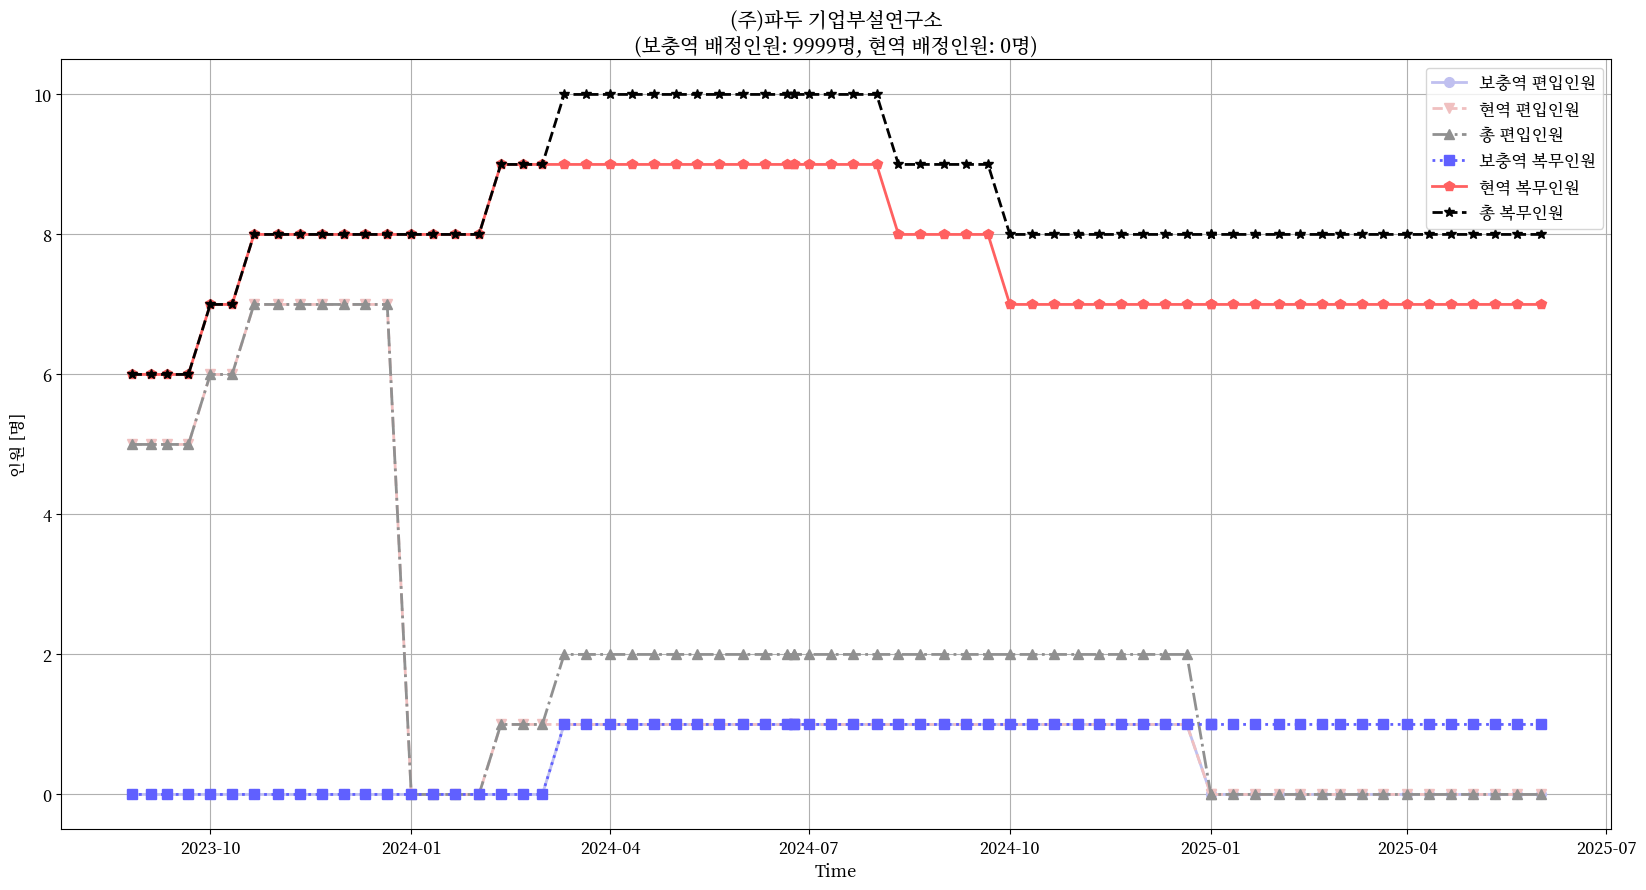 (주)파두 기업부설연구소
(보충역 배정인원: 9999명, 현역 배정인원: 0명)
보충역 편입인원
현역 편입인원
총 편입인원
보충역 복무인원
현역 복무인원
총 복무인원
10
8
6
4
2
0
인원 [명]
2023-10
2024-01
2024-04
2024-07
2024-10
2025-01
2025-04
2025-07
Time